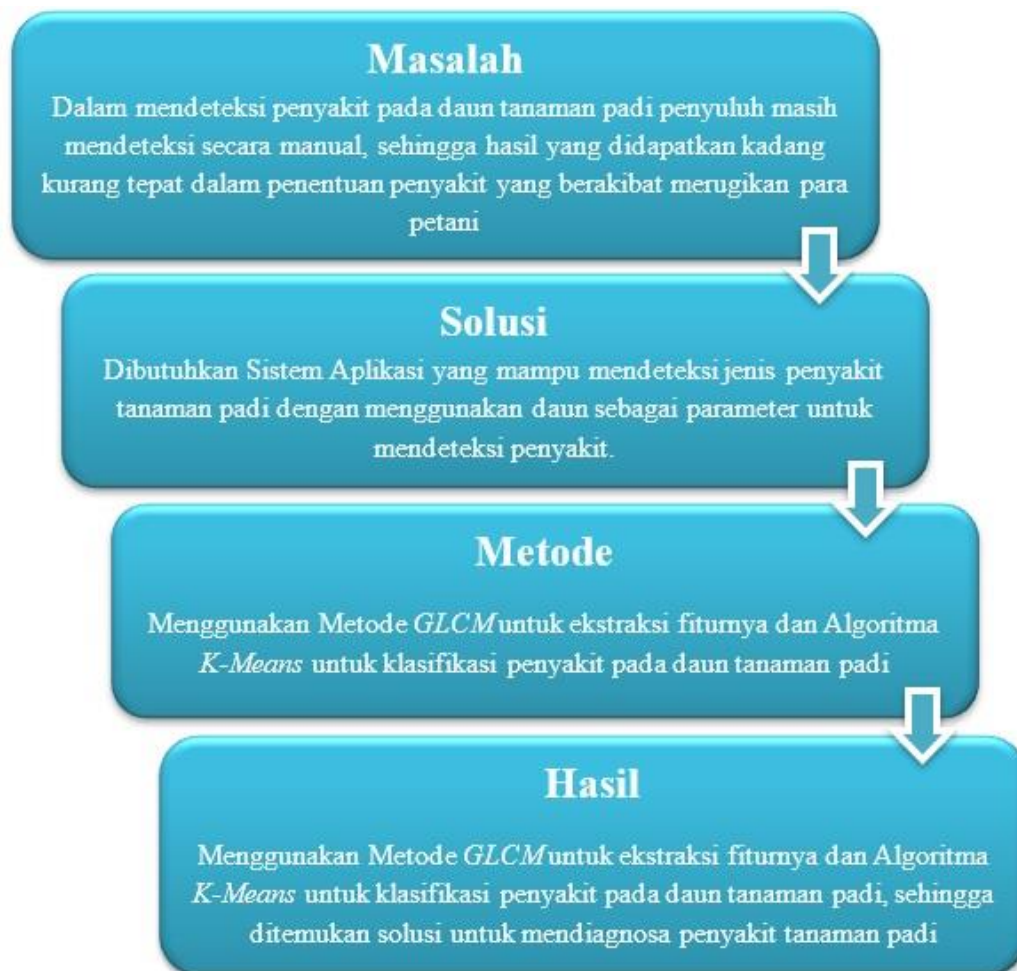 Masalah
Dalam mendeteksi penyakit pada daun tanaman padi penyuluh masih
mendeteksi secara manual, sehingga hasil yang didapatkan kadang
kurang tepat dalam penentuan penyakit yang berakibat merugikan para
petani
Solusi
Dibutuhkan Sistem Aplikasi yang mampu mendeteksi jenis penyakit
tanaman padi dengan menggunakan daun sebagai parameter untuk
mendeteksi penyakit.
Metode
Menggunakan Metode GLCM untuk ekstraksi fiturnya dan Algoritma
K-Means untuk klasifikasi penyakit pada daun tanaman padi
Hasil
Menggunakan Metode GLCM untuk ekstraksi fiturnya dan Algoritma
K-Means untuk klasifikasi penyakit pada daun tanaman padi, sehingga
ditemukan solusi untuk mendiagnosa penyakit tanaman padi